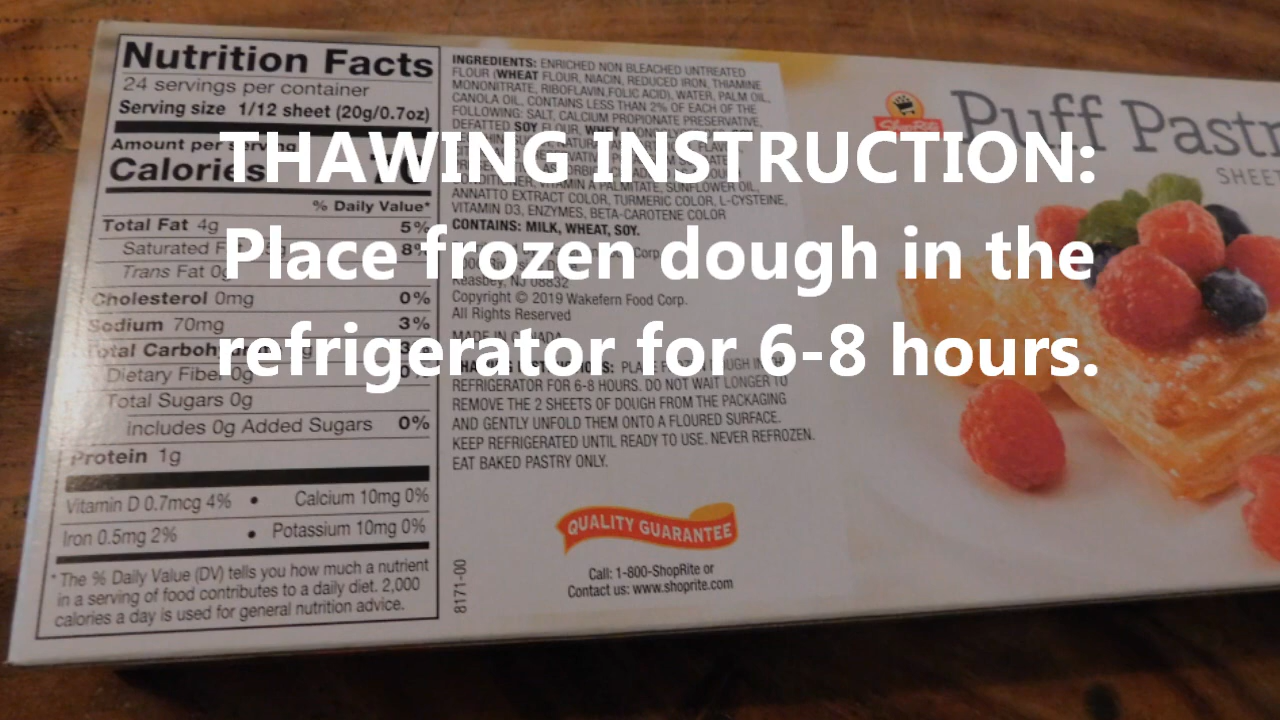 Nutrition Facts
24 servings per container
Serving size 1/12 sheet (20g/0.7oz)
Amount per serving
Calories 70
% Daily Value*
Total Fat 4g 5%
Saturated 8%
Trans Fat 0g
Cholesterol 0mg 0%
Sodium 70mg 3%
Total
Dietary Fiber 0g
Total Sugars 0g
Includes 0g Added Sugars 0%
Protein 1g
Vitamin D 0.7mcg 4% • Calcium 10mg 0%
Iron 0.5mg 2% • Potassium 10mg 0%
*The % Daily Value (DV) tells you how much a nutrient
in a serving of food contributes to a daily diet. 2,000
calories a day is used for general nutrition advice.
INGREDIENTS: ENRICHED NON BLEACHED UNTREATED
FLOUR (WHEAT FLOUR, NIACIN, REDUCED IRON, THIAMINE
MONONITRATE, RIBOFLAVIN,FOLIC ACID), WATER, PALM OIL,
CANOLA OIL, CONTAINS LESS THAN 2% OF EACH OF THE
FOLLOWING: SALT, CALCIUM PROPIONATE PRESERVATIVE,
DEFATTED SOY FLOUR, WHEY,
VITAMIN A PALMITATE, SUNFLOWER OIL,
ANNATTO EXTRACT COLOR, TURMERIC COLOR, L-CYSTEINE,
VITAMIN D3, ENZYMES, BETA-CAROTENE COLOR
CONTAINS: MILK, WHEAT, SOY.
Corp.
Keasbey, NJ 08832
Copyright © 2019 Wakefern Food Corp.
All Rights Reserved
MADE IN CANADA
DOUGH IN THE
REFRIGERATOR FOR 6-8 HOURS. DO NOT WAIT LONGER TO
REMOVE THE 2 SHEETS OF DOUGH FROM THE PACKAGING
AND GENTLY UNFOLD THEM ONTO A FLOURED SURFACE.
KEEP REFRIGERATED UNTIL READY TO USE. NEVER REFROZEN.
EAT BAKED PASTRY ONLY.
QUALITY GUARANTEE
Call: 1-800-ShopRite or
Contact us: www.shoprite.com
8171-00
ShopRite
Puff Pastr
SHEET
THAWING INSTRUCTION:
Place frozen dough in the
refrigerator for 6-8 hours.